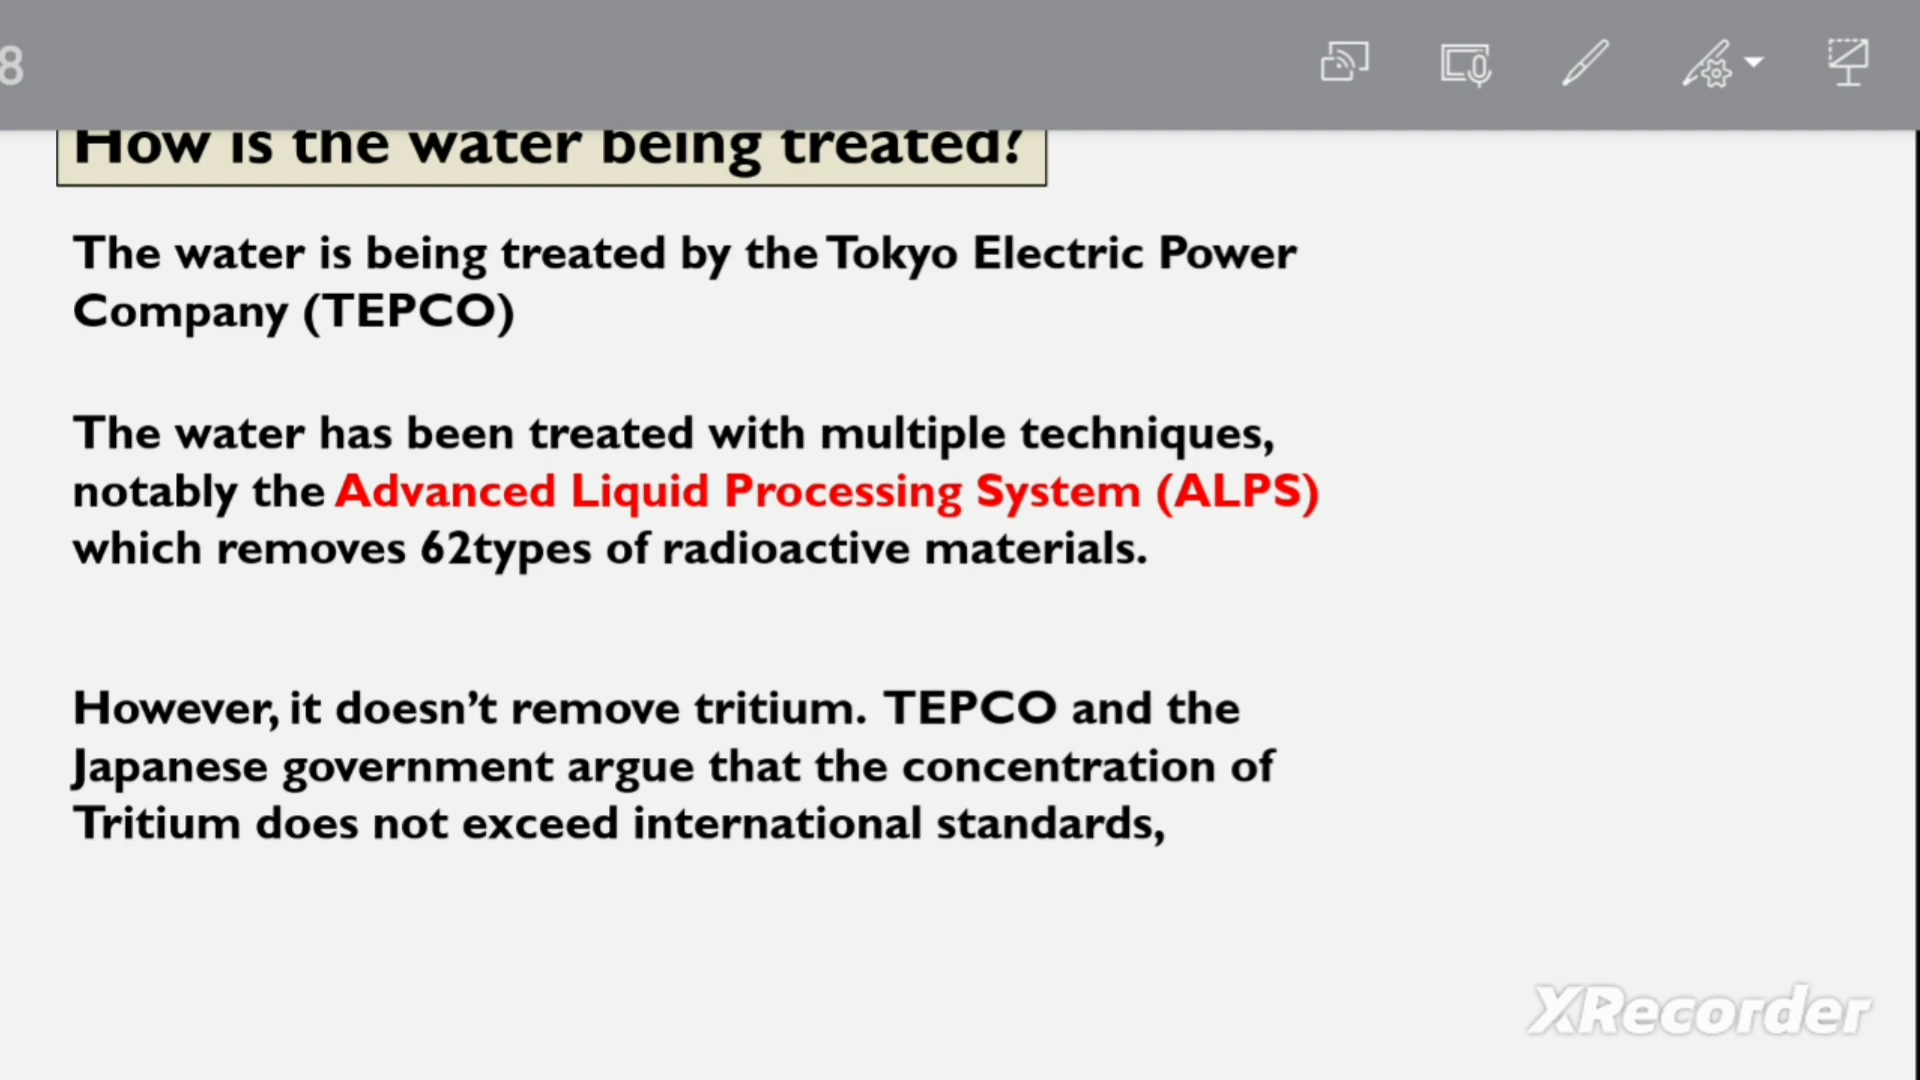 8
How is the water being treated?
The water is being treated by the Tokyo Electric Power
Company (TEPCO)
The water has been treated with multiple techniques,
notably the Advanced Liquid Processing System (ALPS)
which removes 62types of radioactive materials.
However, it doesn’t remove tritium. TEPCO and the
Japanese government argue that the concentration of
Tritium does not exceed international standards,
XRecorder